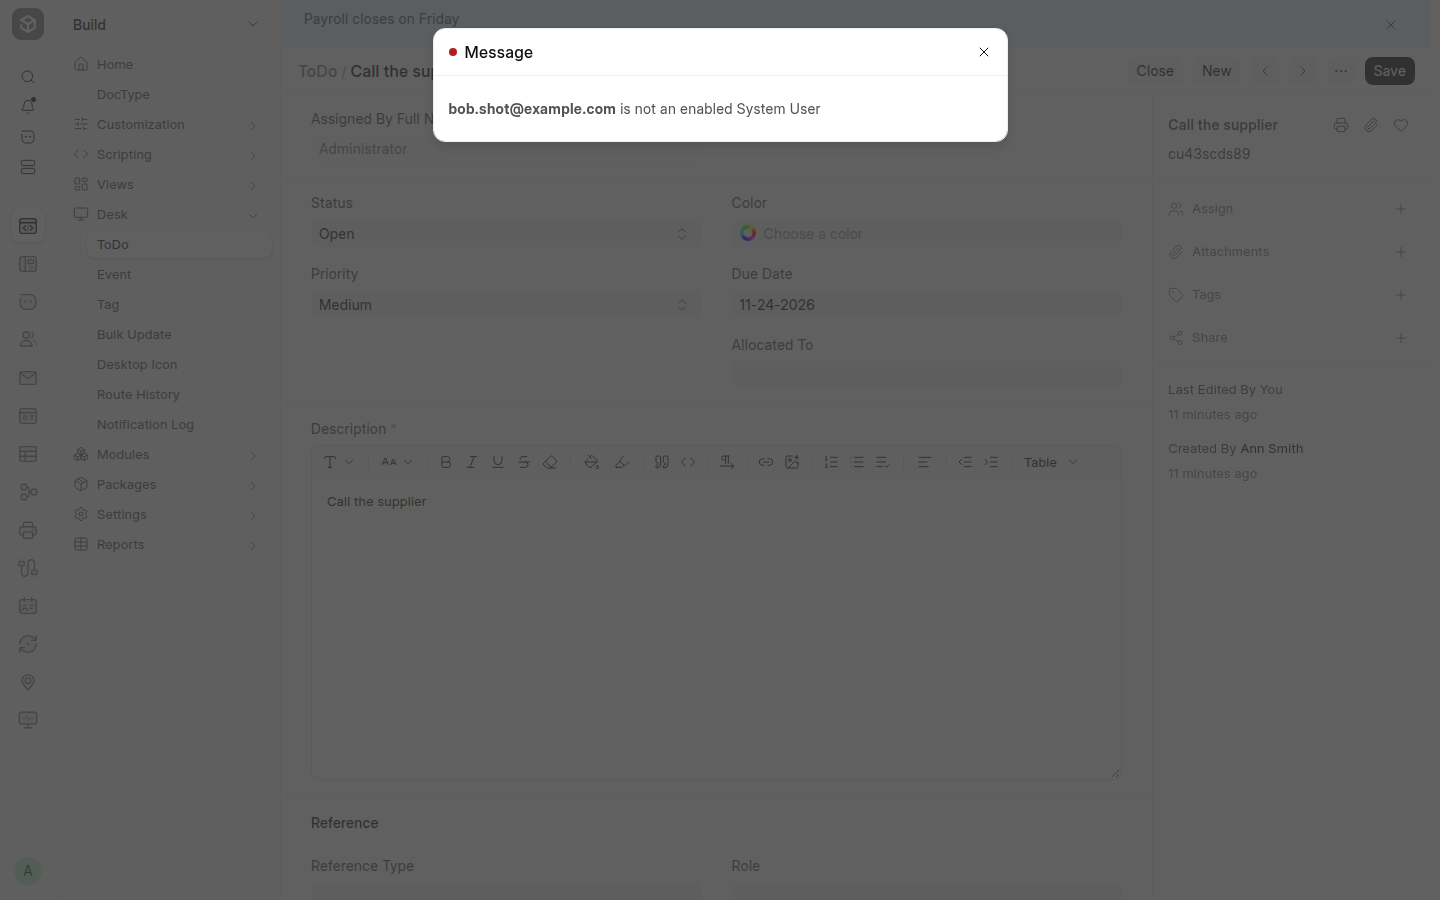 Build
Home
DocType
Customization
Scripting
Views
Desk
ToDo
Event
Tag
Bulk Update
Desktop Icon
Route History
Notification Log
Modules
Packages
Settings
Reports
A
Payroll closes on Friday
ToDo / Call the sup
Close
New
Save
Message
bob.shot@example.com is not an enabled System User
Assigned By Full N
Administrator
Status
Open
Color
Choose a color
Priority
Medium
Due Date
11-24-2026
Allocated To
Description *
Table
Call the supplier
Reference
Reference Type
Role
Call the supplier
cu43scds89
Assign
Attachments
Tags
Share
Last Edited By You
11 minutes ago
Created By Ann Smith
11 minutes ago